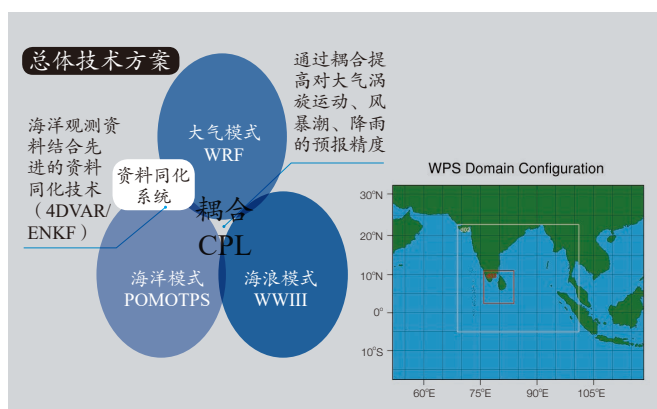 总体技术方案
海洋观测资
料结合先
进的资料
同化技术
（4DVAR/
ENKF）
大气模式
WRF
通过耦合提
高对大气涡
旋运动、风
暴潮、降雨
的预报精度
资料同化
系统
耦合
CPL
海洋模式
POMOTPS
海浪模式
WWIII
WPS Domain Configuration
30°N
20°N
10°N
0°
10°S
60°E 75°E 90°E 105°E